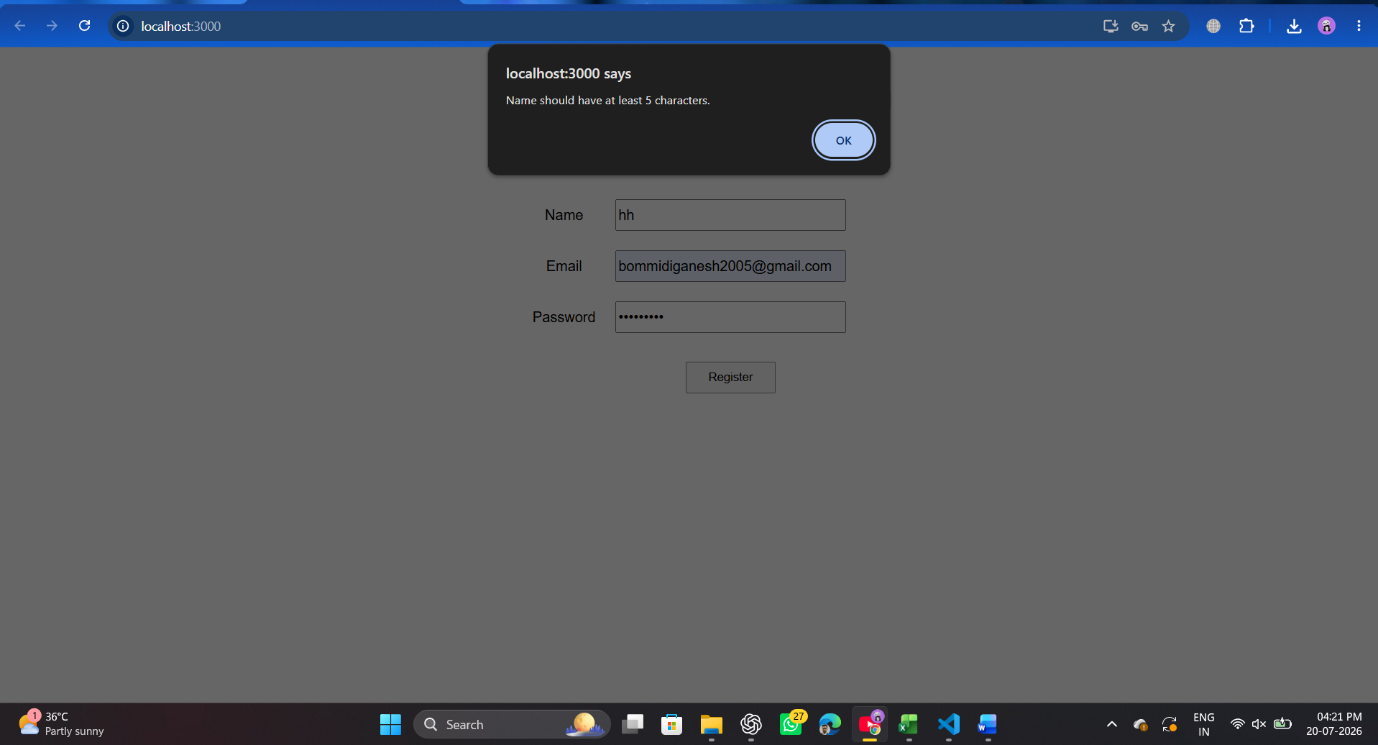 localhost:3000
localhost:3000 says
Name should have at least 5 characters.
OK
Name hh
Email bommidiganesh2005@gmail.com
Password •••••••••
Register
1
36°C
Partly sunny
Search
27
ENG
IN
04:21 PM
20-07-2026